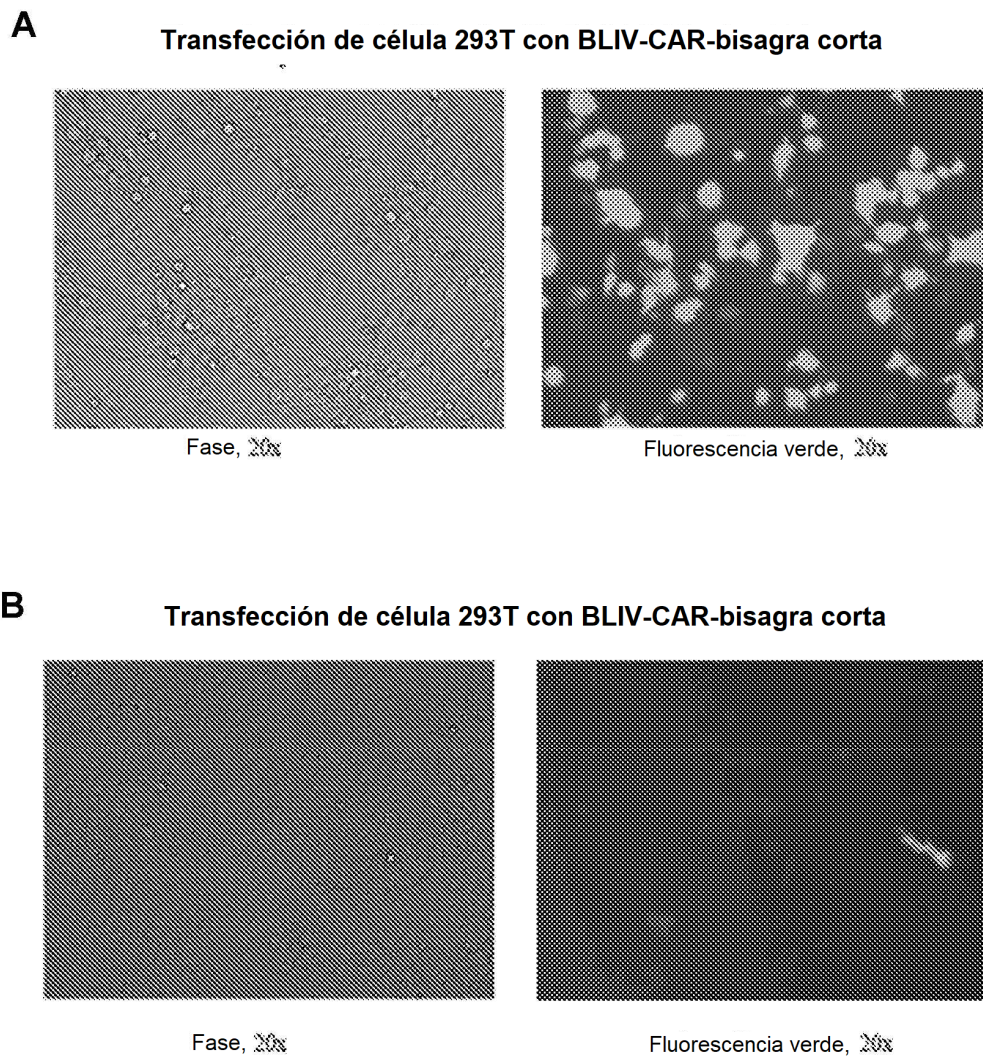 A
Transfección de célula 293T con BLIV-CAR-bisagra corta
Fase, 20x
Fluorescencia verde, 20x
B
Transfección de célula 293T con BLIV-CAR-bisagra corta
Fase, 20x
Fluorescencia verde, 20x